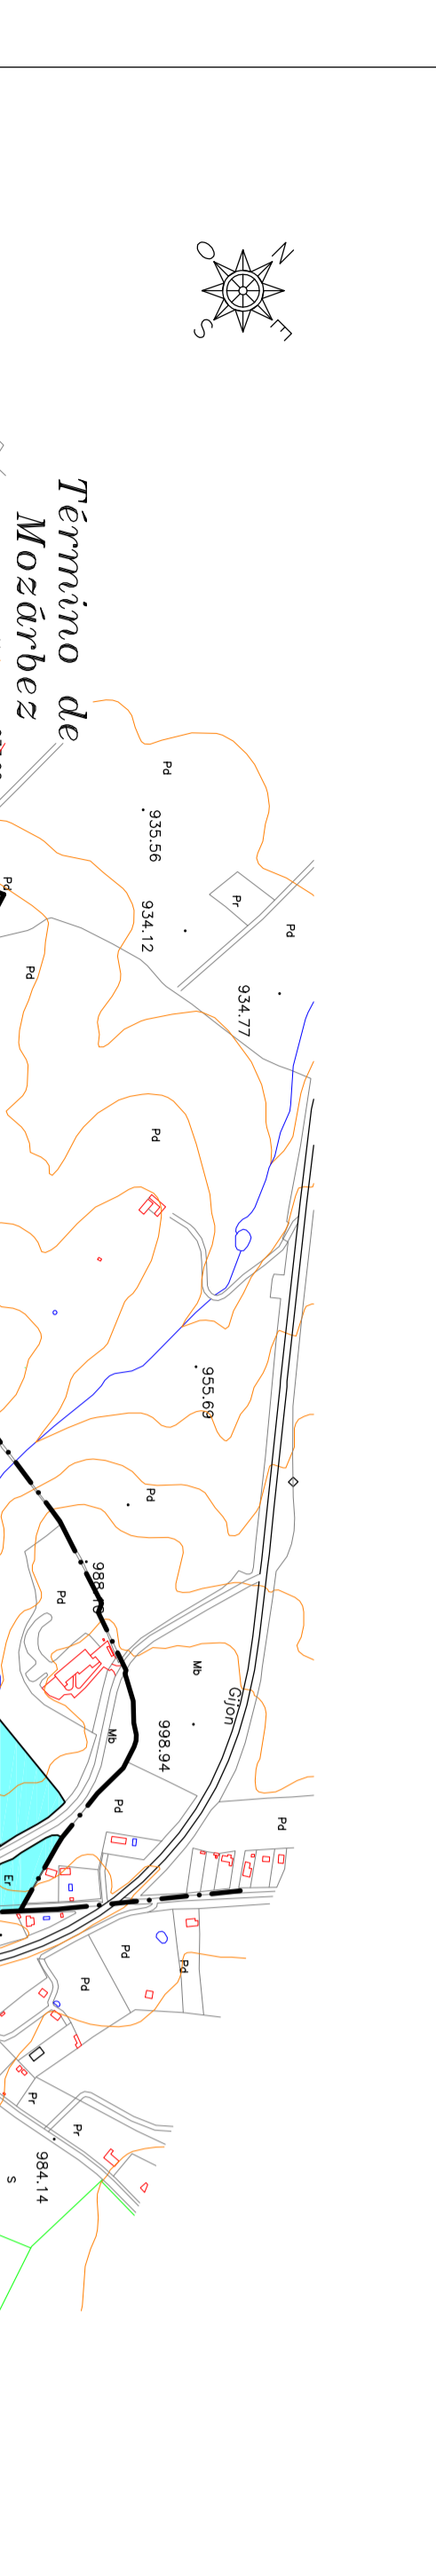 N
O
E
S
Término de
Mozárbez
Pd
935.56
Pd
Pr
934.12
Pd
Pd
934.77
Pd
955.69
Pd
Pd
Mb
Gijón
998.94
Mb
Pd
Pd
Er
Pd
Pd
Pd
Pr
Pr
984.14
S